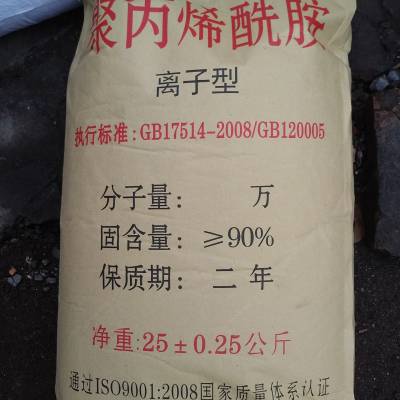 聚丙烯酰胺
离子型
执行标准:GB17514-2008/GB120005
分子量: 万
固含量: ≥90%
保质期: 二年
净重:25±0.25公斤
通过ISO9001:2008国家质量体系认证